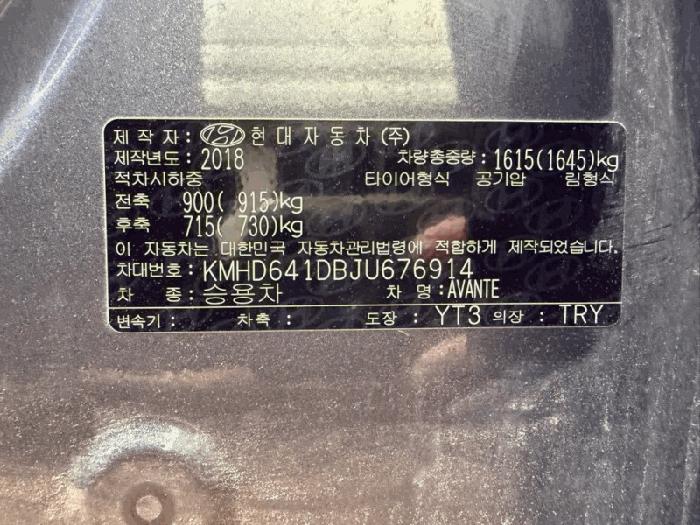 제작자: 현대자동차(주)
제작년도: 2018 차량총중량: 1615(1645)kg
적차시하중 타이어형식 공기압 림형식
전축 900( 915)kg
후축 715( 730)kg
이 자동차는 대한민국 자동차관리법령에 적합하게 제작되었습니다.
차대번호: KMHD641DBJU676914
차 종: 승용차 차 명: AVANTE
변속기: 차축: 도장: YT3 의장: TRY